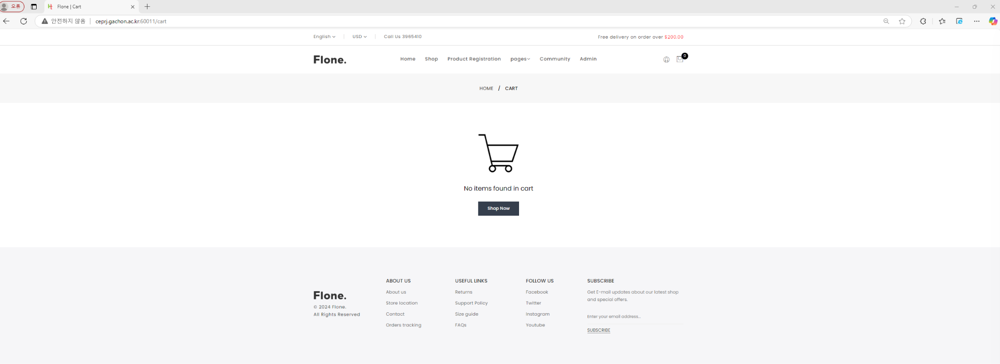 오류
Flone | Cart
안전하지 않음
ceprj.gachon.ac.kr:60011/cart
English
USD
Call Us 3965410
Free delivery on order over $200.00
Flone.
Home
Shop
Product Registration
pages
Community
Admin
0
HOME / CART
No items found in cart
Shop Now
Flone.
© 2024 Flone.
All Rights Reserved
ABOUT US
About us
Store location
Contact
Orders tracking
USEFUL LINKS
Returns
Support Policy
Size guide
FAQs
FOLLOW US
Facebook
Twitter
Instagram
Youtube
SUBSCRIBE
Get E-mail updates about our latest shop
and special offers.
Enter your email address...
SUBSCRIBE